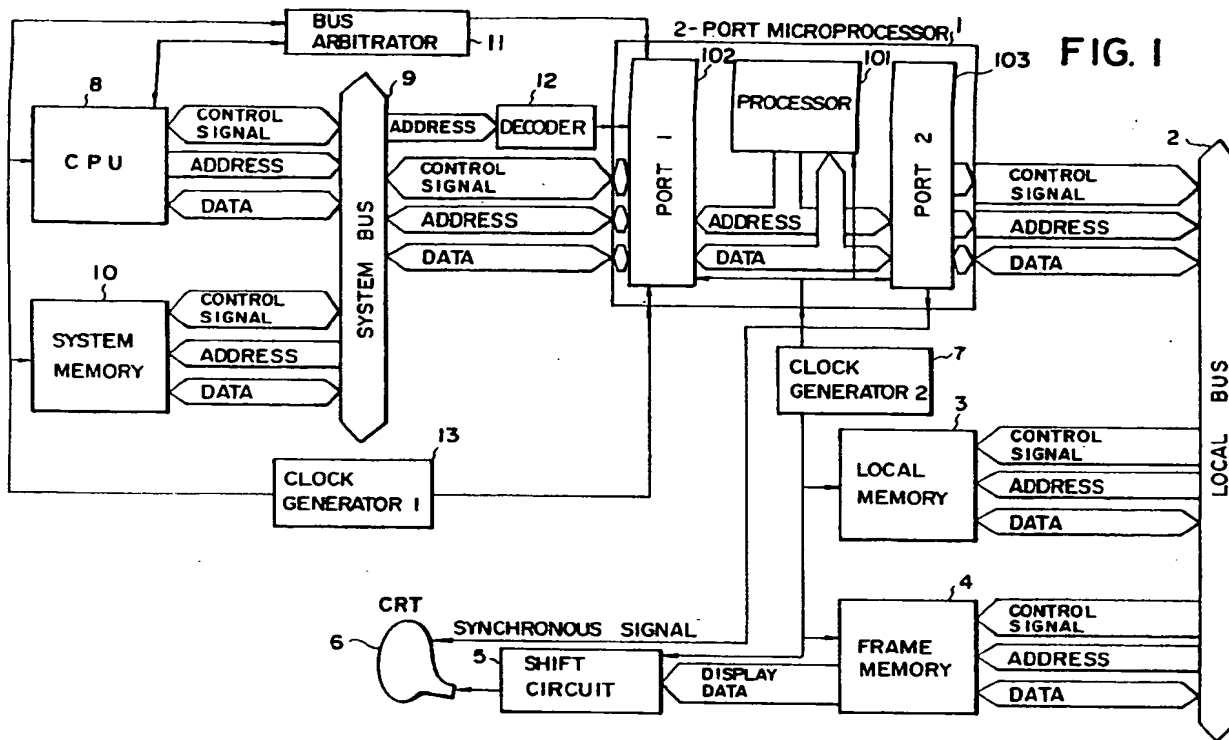 FIG. 1
BUS
ARBITRATOR
11
2-PORT MICROPROCESSOR
1
102
101
103
8
CPU
CONTROL
SIGNAL
ADDRESS
DATA
9
SYSTEM BUS
ADDRESS
12
DECODER
CONTROL
SIGNAL
ADDRESS
DATA
PORT 1
PROCESSOR
ADDRESS
DATA
PORT 2
CONTROL
SIGNAL
ADDRESS
DATA
2
LOCAL BUS
10
SYSTEM
MEMORY
CONTROL
SIGNAL
ADDRESS
DATA
13
CLOCK
GENERATOR 1
7
CLOCK
GENERATOR 2
3
LOCAL
MEMORY
CONTROL
SIGNAL
ADDRESS
DATA
4
FRAME
MEMORY
CONTROL
SIGNAL
ADDRESS
DATA
CRT
6
SYNCHRONOUS SIGNAL
5
SHIFT
CIRCUIT
DISPLAY
DATA